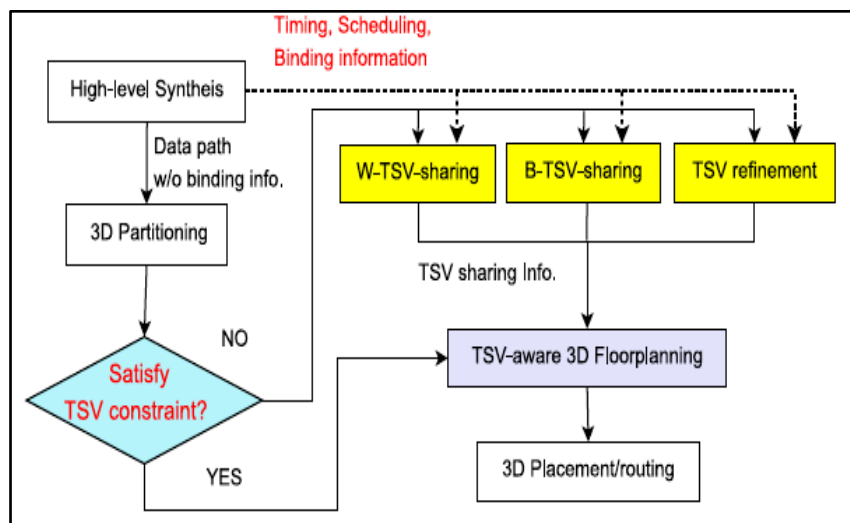 Timing, Scheduling,
Binding information
High-level Syntheis
Data path
w/o binding info.
W-TSV-sharing
B-TSV-sharing
TSV refinement
3D Partitioning
TSV sharing Info.
NO
Satisfy
TSV constraint?
TSV-aware 3D Floorplanning
YES
3D Placement/routing